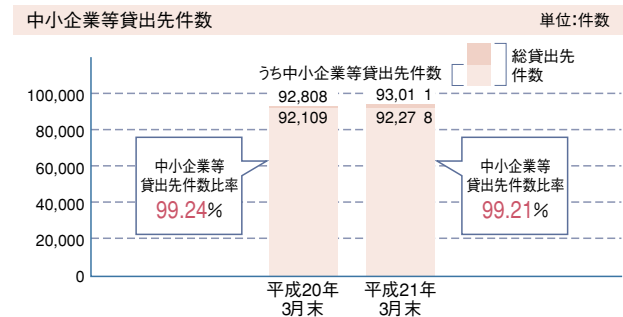 中小企業等貸出先件数
単位:件数
総貸出先
件数
うち中小企業等貸出先件数
100,000
80,000
60,000
40,000
20,000
0
92,808
92,109
93,01 1
92,27 8
中小企業等
貸出先件数比率
99.24%
中小企業等
貸出先件数比率
99.21%
平成20年
3月末
平成21年
3月末